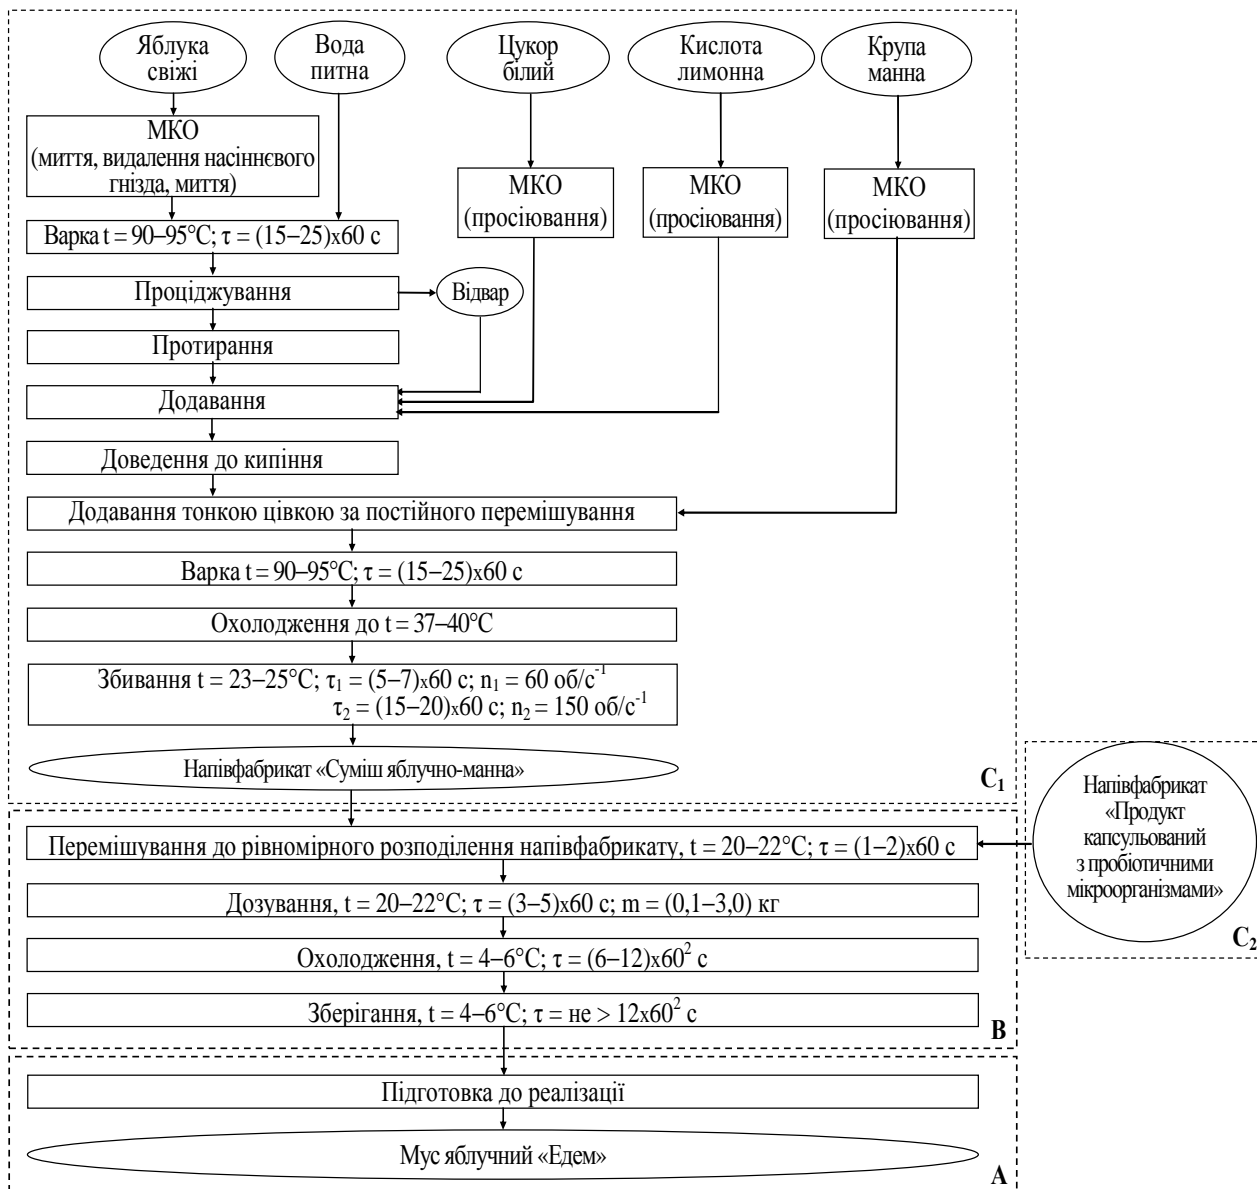 Яблука
свіжі
Вода
питна
Цукор
білий
Кислота
лимонна
Крупа
манна
МКО
(миття, видалення насіннєвого
гнізда, миття)
МКО
(просіювання)
МКО
(просіювання)
МКО
(просіювання)
Варка t = 90–95°C; τ = (15–25)x60 с
Проціджування
Відвар
Протирання
Додавання
Доведення до кипіння
Додавання тонкою цівкою за постійного перемішування
Варка t = 90–95°C; τ = (15–25)x60 с
Охолодження до t = 37–40°C
Збивання t = 23–25°C; τ₁ = (5–7)x60 с; n₁ = 60 об/с⁻¹
τ₂ = (15–20)x60 с; n₂ = 150 об/с⁻¹
Напівфабрикат «Суміш яблучно-манна»
C₁
Напівфабрикат
«Продукт
капсульований
з пробіотичними
мікроорганізмами»
C₂
Перемішування до рівномірного розподілення напівфабрикату, t = 20–22°C; τ = (1–2)x60 с
Дозування, t = 20–22°C; τ = (3–5)x60 с; m = (0,1–3,0) кг
Охолодження, t = 4–6°C; τ = (6–12)x60² с
Зберігання, t = 4–6°C; τ = не > 12x60² с
B
Підготовка до реалізації
Мус яблучний «Едем»
A